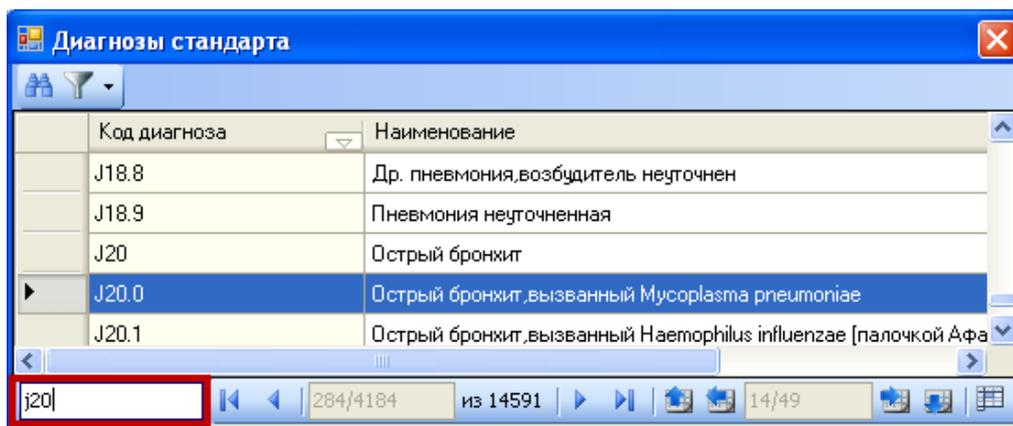 Диагнозы стандарта
Код диагноза Наименование
J18.8 Др. пневмония,возбудитель неуточнен
J18.9 Пневмония неуточненная
J20 Острый бронхит
J20.0 Острый бронхит,вызванный Mycoplasma pneumoniae
J20.1 Острый бронхит,вызванный Haemophilus influenzae [палочкой Афа
j20 284/4184 из 14591 14/49